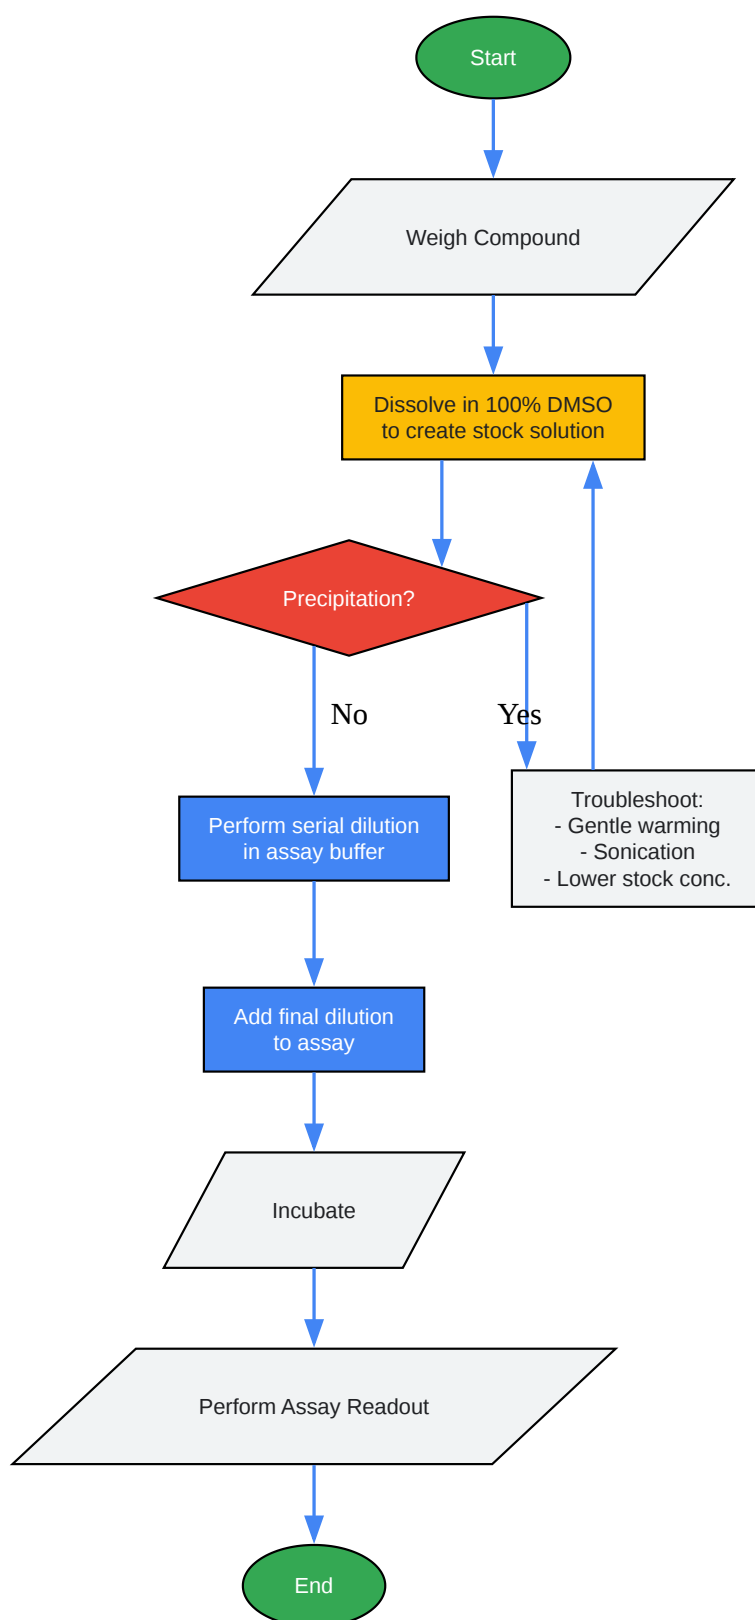 Start
Weigh Compound
Dissolve in 100% DMSO
to create stock solution
Precipitation?
No
Yes
Perform serial dilution
in assay buffer
Troubleshoot:
- Gentle warming
- Sonication
- Lower stock conc.
Add final dilution
to assay
Incubate
Perform Assay Readout
End